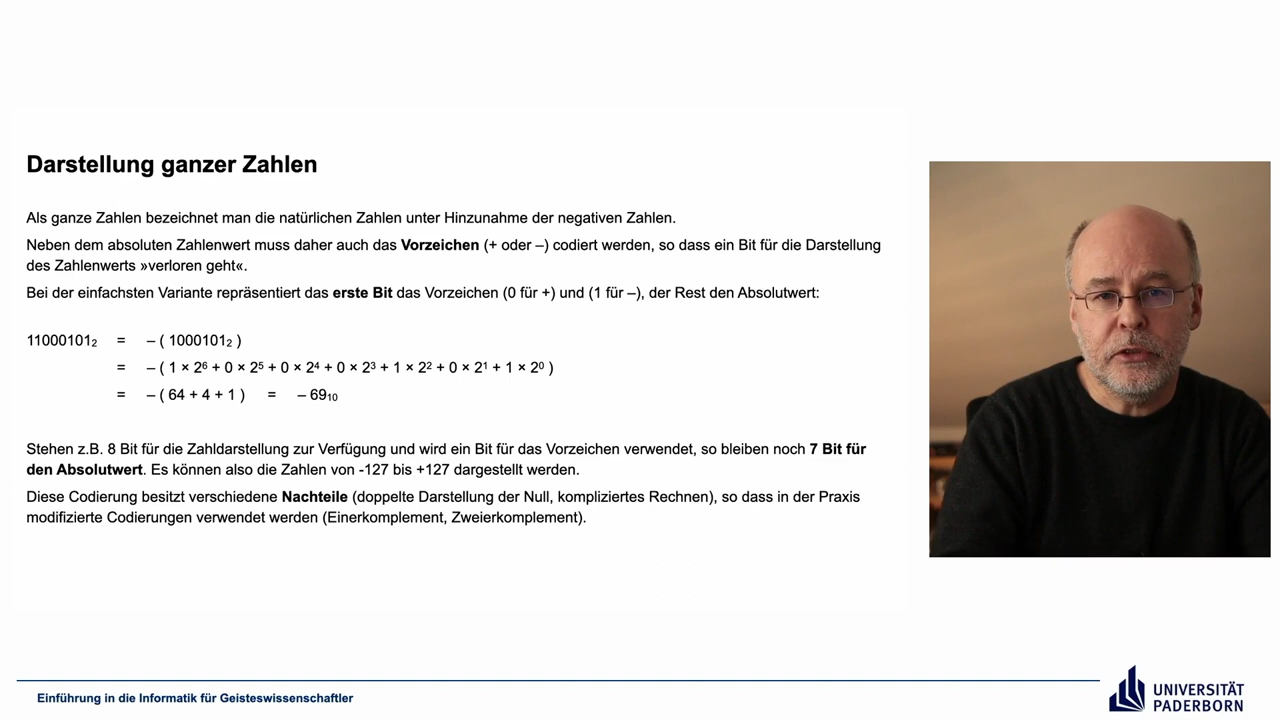 Darstellung ganzer Zahlen
Als ganze Zahlen bezeichnet man die natürlichen Zahlen unter Hinzunahme der negativen Zahlen.
Neben dem absoluten Zahlenwert muss daher auch das Vorzeichen (+ oder –) codiert werden, so dass ein Bit für die Darstellung
des Zahlenwerts »verloren geht«.
Bei der einfachsten Variante repräsentiert das erste Bit das Vorzeichen (0 für +) und (1 für –), der Rest den Absolutwert:
11000101₂ = – ( 1000101₂ )
= – ( 1 × 2⁶ + 0 × 2⁵ + 0 × 2⁴ + 0 × 2³ + 1 × 2² + 0 × 2¹ + 1 × 2⁰ )
= – ( 64 + 4 + 1 ) = – 69₁₀
Stehen z.B. 8 Bit für die Zahldarstellung zur Verfügung und wird ein Bit für das Vorzeichen verwendet, so bleiben noch 7 Bit für
den Absolutwert. Es können also die Zahlen von -127 bis +127 dargestellt werden.
Diese Codierung besitzt verschiedene Nachteile (doppelte Darstellung der Null, kompliziertes Rechnen), so dass in der Praxis
modifizierte Codierungen verwendet werden (Einerkomplement, Zweierkomplement).
Einführung in die Informatik für Geisteswissenschaftler
UNIVERSITÄT
PADERBORN